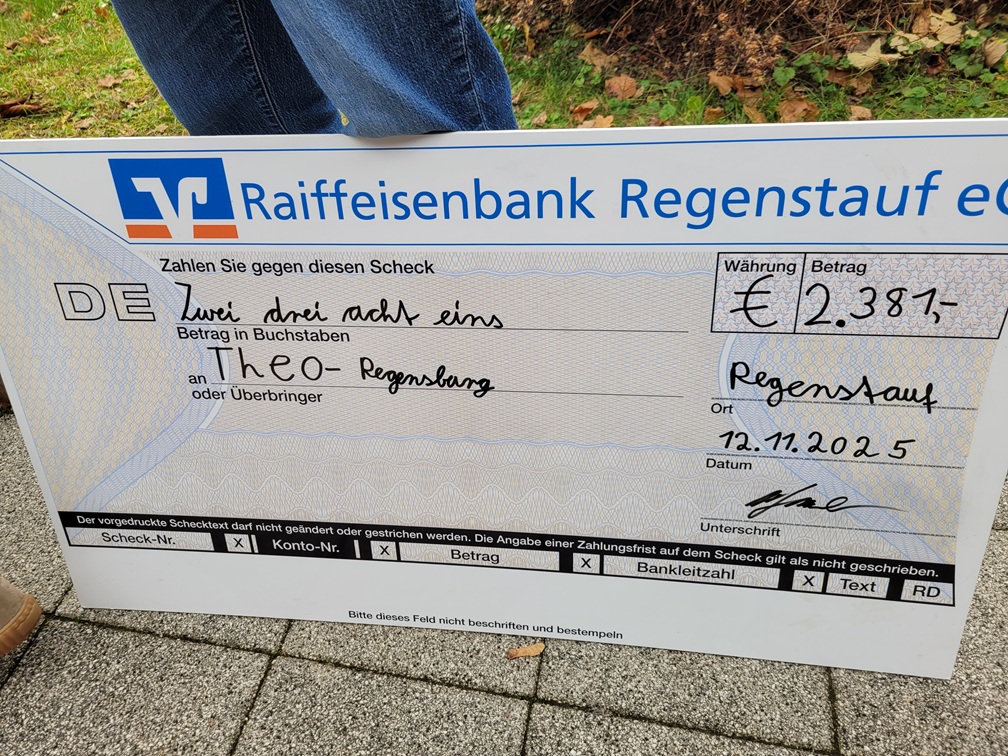 Raiffeisenbank Regenstauf eG
Zahlen Sie gegen diesen Scheck
Währung Betrag
DE Zwei drei acht eins
€ 2.381,-
Betrag in Buchstaben
an Theo- Regensburg
oder Überbringer
Regenstauf
Ort
12.11.2025
Datum
Unterschrift
Der vorgedruckte Schecktext darf nicht geändert oder gestrichen werden. Die Angabe einer Zahlungsfrist auf dem Scheck gilt als nicht geschrieben.
Scheck-Nr. X Konto-Nr. X Betrag X Bankleitzahl X Text RD
Bitte dieses Feld nicht beschriften und bestempeln